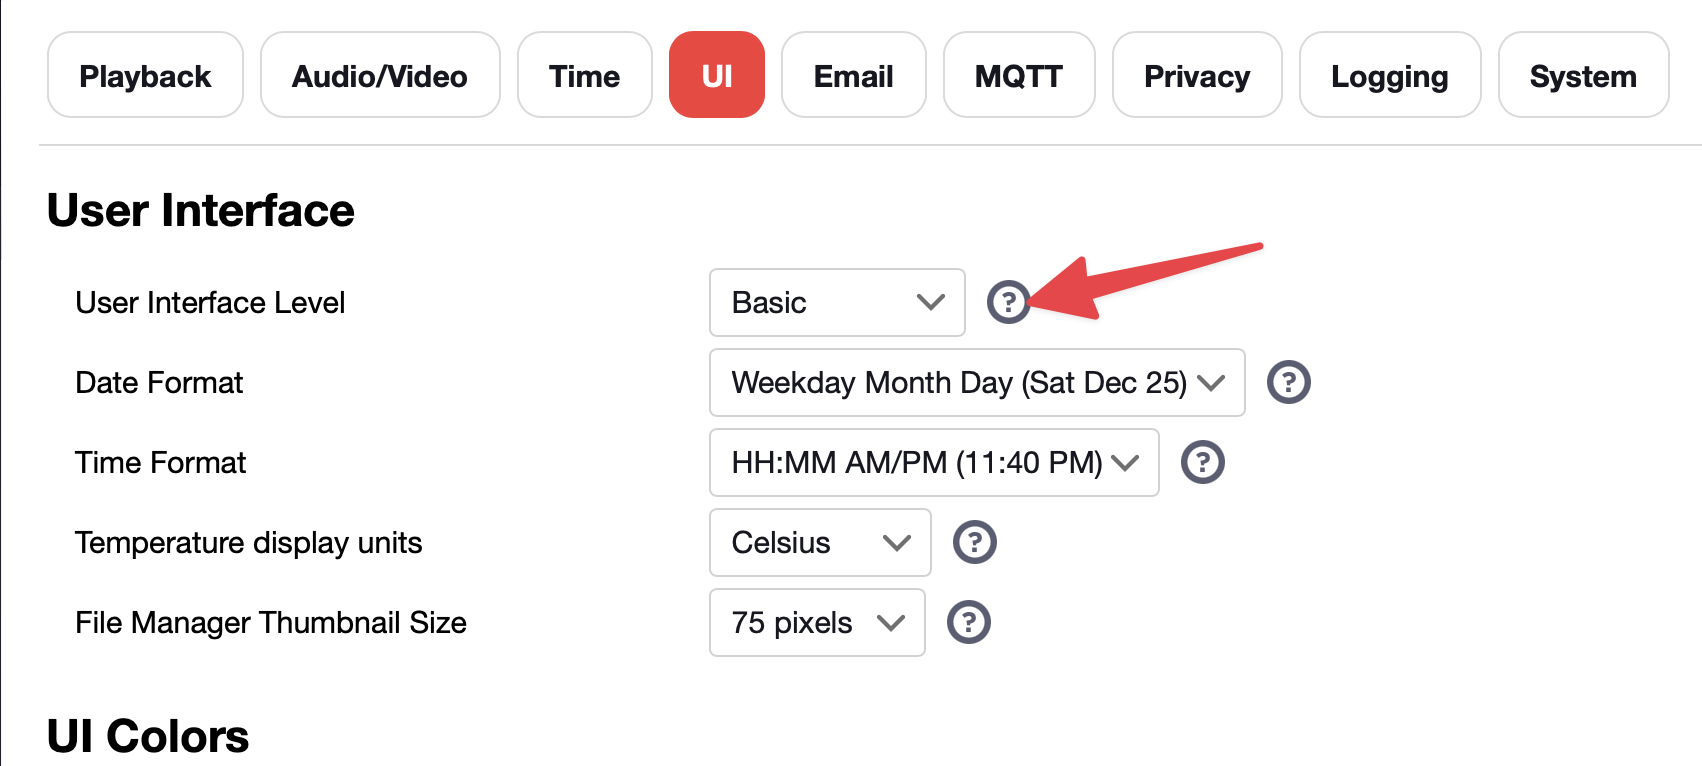 Playback Audio/Video Time UI Email MQTT Privacy Logging System
User Interface
User Interface Level Basic ?
Date Format Weekday Month Day (Sat Dec 25) ?
Time Format HH:MM AM/PM (11:40 PM) ?
Temperature display units Celsius ?
File Manager Thumbnail Size 75 pixels ?
UI Colors